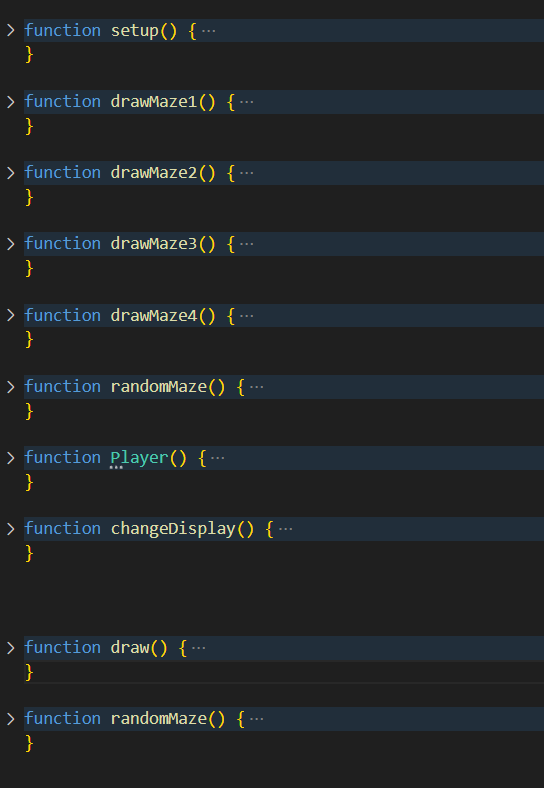 function setup() { ...
}
function drawMaze1() { ...
}
function drawMaze2() { ...
}
function drawMaze3() { ...
}
function drawMaze4() { ...
}
function randomMaze() { ...
}
function Player() { ...
}
function changeDisplay() { ...
}
function draw() { ...
}
function randomMaze() { ...
}